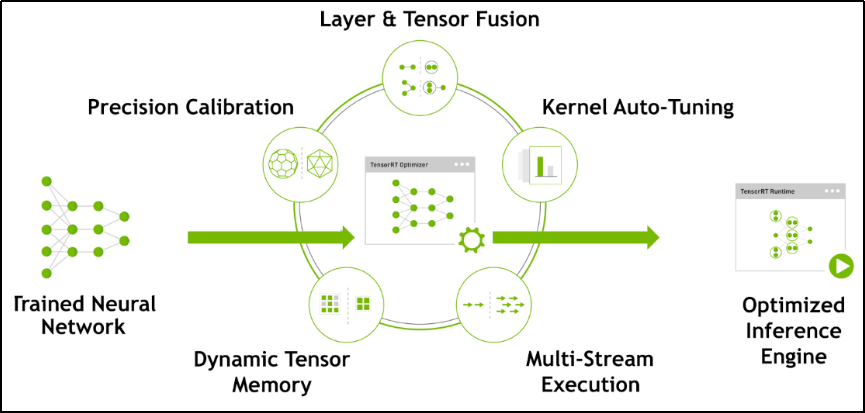 Layer & Tensor Fusion
Precision Calibration
Kernel Auto-Tuning
TensorRT Optimizer
TensorRT Runtime
Trained Neural
Network
Dynamic Tensor
Memory
Multi-Stream
Execution
Optimized
Inference
Engine